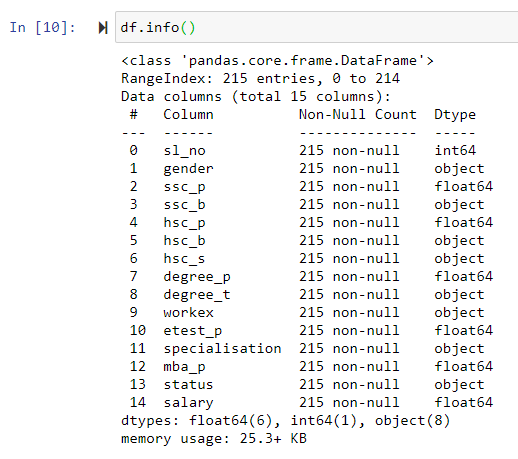 In [10]: df.info()
<class 'pandas.core.frame.DataFrame'>
RangeIndex: 215 entries, 0 to 214
Data columns (total 15 columns):
 #   Column          Non-Null Count  Dtype
---  ------          --------------  -----
 0   sl_no           215 non-null    int64
 1   gender          215 non-null    object
 2   ssc_p           215 non-null    float64
 3   ssc_b           215 non-null    object
 4   hsc_p           215 non-null    float64
 5   hsc_b           215 non-null    object
 6   hsc_s           215 non-null    object
 7   degree_p        215 non-null    float64
 8   degree_t        215 non-null    object
 9   workex          215 non-null    object
 10  etest_p         215 non-null    float64
 11  specialisation  215 non-null    object
 12  mba_p           215 non-null    float64
 13  status          215 non-null    object
 14  salary          215 non-null    float64
dtypes: float64(6), int64(1), object(8)
memory usage: 25.3+ KB